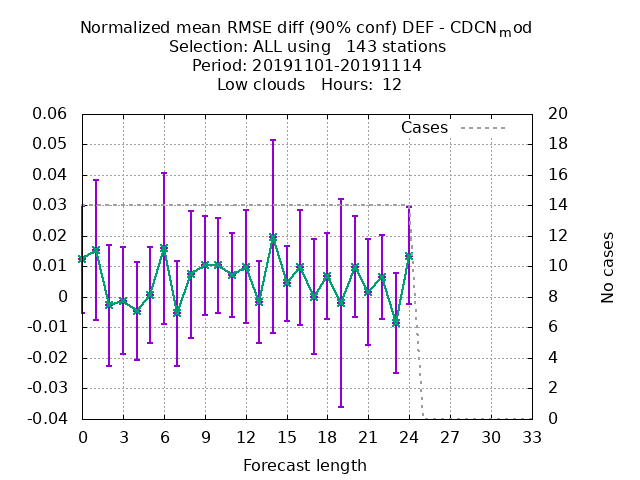 Normalized mean RMSE diff (90% conf) DEF - CDCNmod
Selection: ALL using   143 stations
Period: 20191101-20191114
Low clouds   Hours:  12
Cases
0.06
0.05
0.04
0.03
0.02
0.01
0
-0.01
-0.02
-0.03
-0.04
20
18
16
14
12
10
8
6
4
2
0
No cases
0 3 6 9 12 15 18 21 24 27 30 33
Forecast length